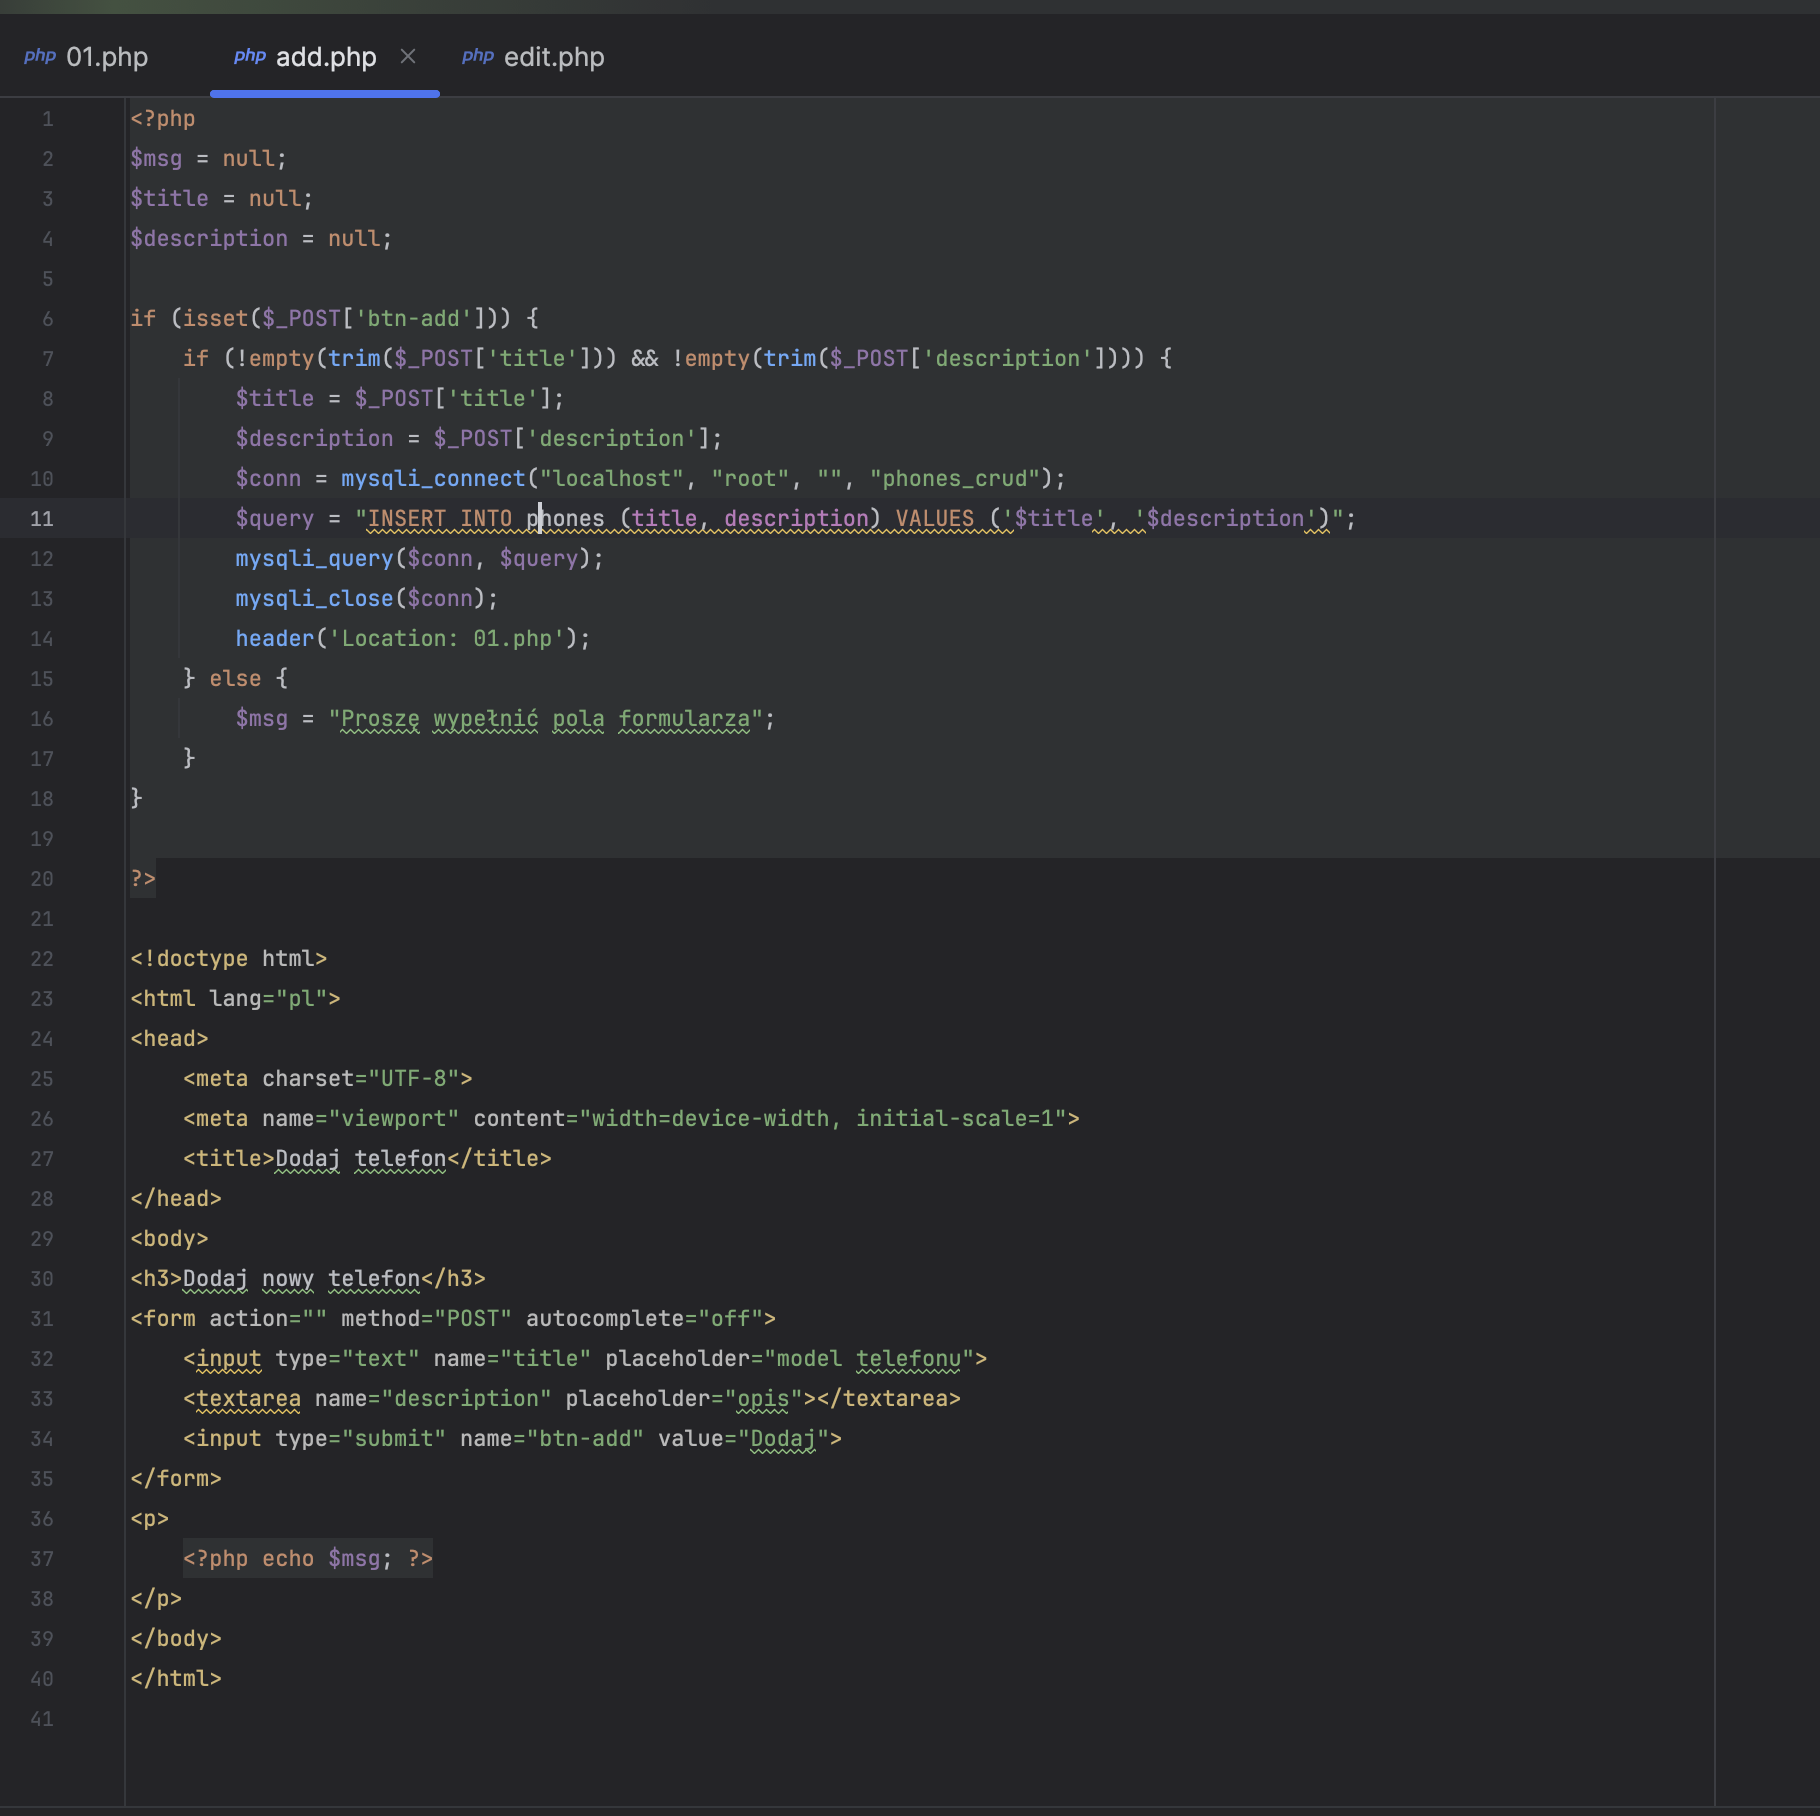 php 01.php php add.php × php edit.php
1 <?php
2 $msg = null;
3 $title = null;
4 $description = null;
5
6 if (isset($_POST['btn-add'])) {
7     if (!empty(trim($_POST['title'])) && !empty(trim($_POST['description']))) {
8         $title = $_POST['title'];
9         $description = $_POST['description'];
10         $conn = mysqli_connect("localhost", "root", "", "phones_crud");
11         $query = "INSERT INTO phones (title, description) VALUES ('$title', '$description')";
12         mysqli_query($conn, $query);
13         mysqli_close($conn);
14         header('Location: 01.php');
15     } else {
16         $msg = "Proszę wypełnić pola formularza";
17     }
18 }
19
20 ?>
21
22 <!doctype html>
23 <html lang="pl">
24 <head>
25     <meta charset="UTF-8">
26     <meta name="viewport" content="width=device-width, initial-scale=1">
27     <title>Dodaj telefon</title>
28 </head>
29 <body>
30 <h3>Dodaj nowy telefon</h3>
31 <form action="" method="POST" autocomplete="off">
32     <input type="text" name="title" placeholder="model telefonu">
33     <textarea name="description" placeholder="opis"></textarea>
34     <input type="submit" name="btn-add" value="Dodaj">
35 </form>
36 <p>
37     <?php echo $msg; ?>
38 </p>
39 </body>
40 </html>
41